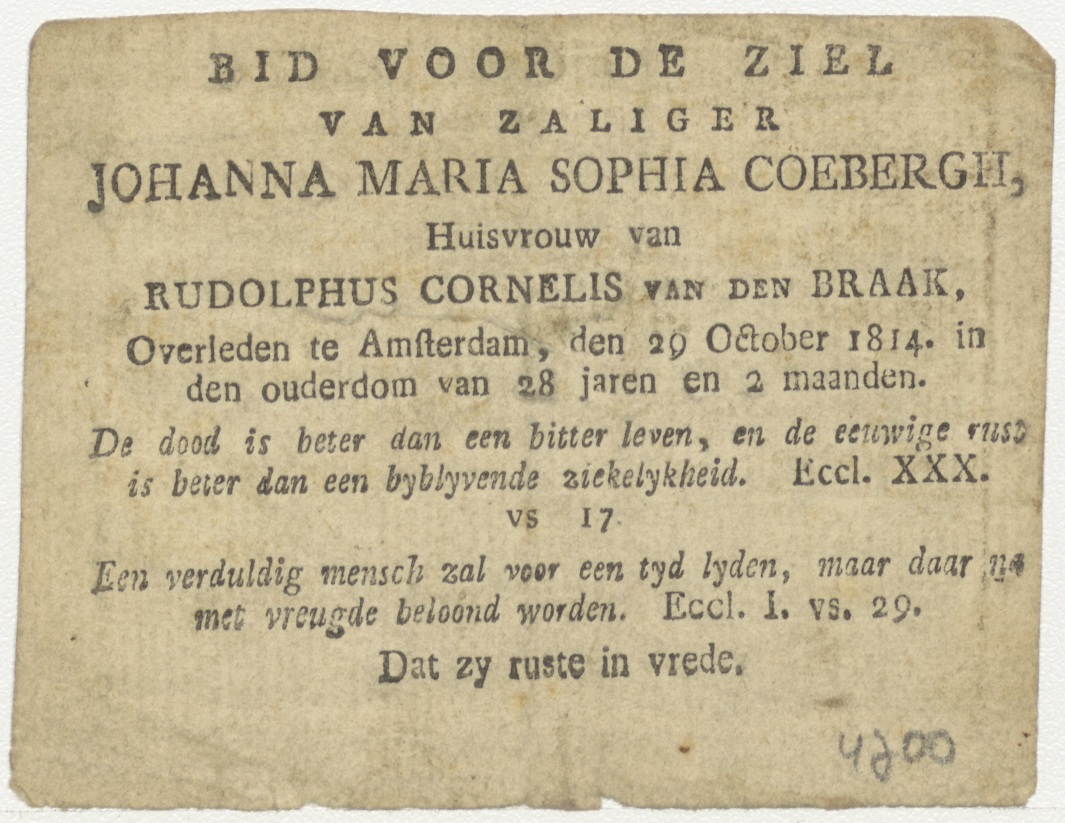 BID VOOR DE ZIEL
VAN ZALIGER
JOHANNA MARIA SOPHIA COEBERGH,
Huisvrouw van
RUDOLPHUS CORNELIS VAN DEN BRAAK,
Overleden te Amſterdam, den 29 October 1814. in
den ouderdom van 28 jaren en 2 maanden.
De dood is beter dan een bitter leven, en de eeuwige rust
is beter dan een byblyvende ziekelykheid. Eccl. XXX.
vs 17.
Een verduldig mensch zal voor een tyd lyden, maar daar na
met vreugde beloond worden. Eccl. I. vs. 29.
Dat zy ruste in vrede.